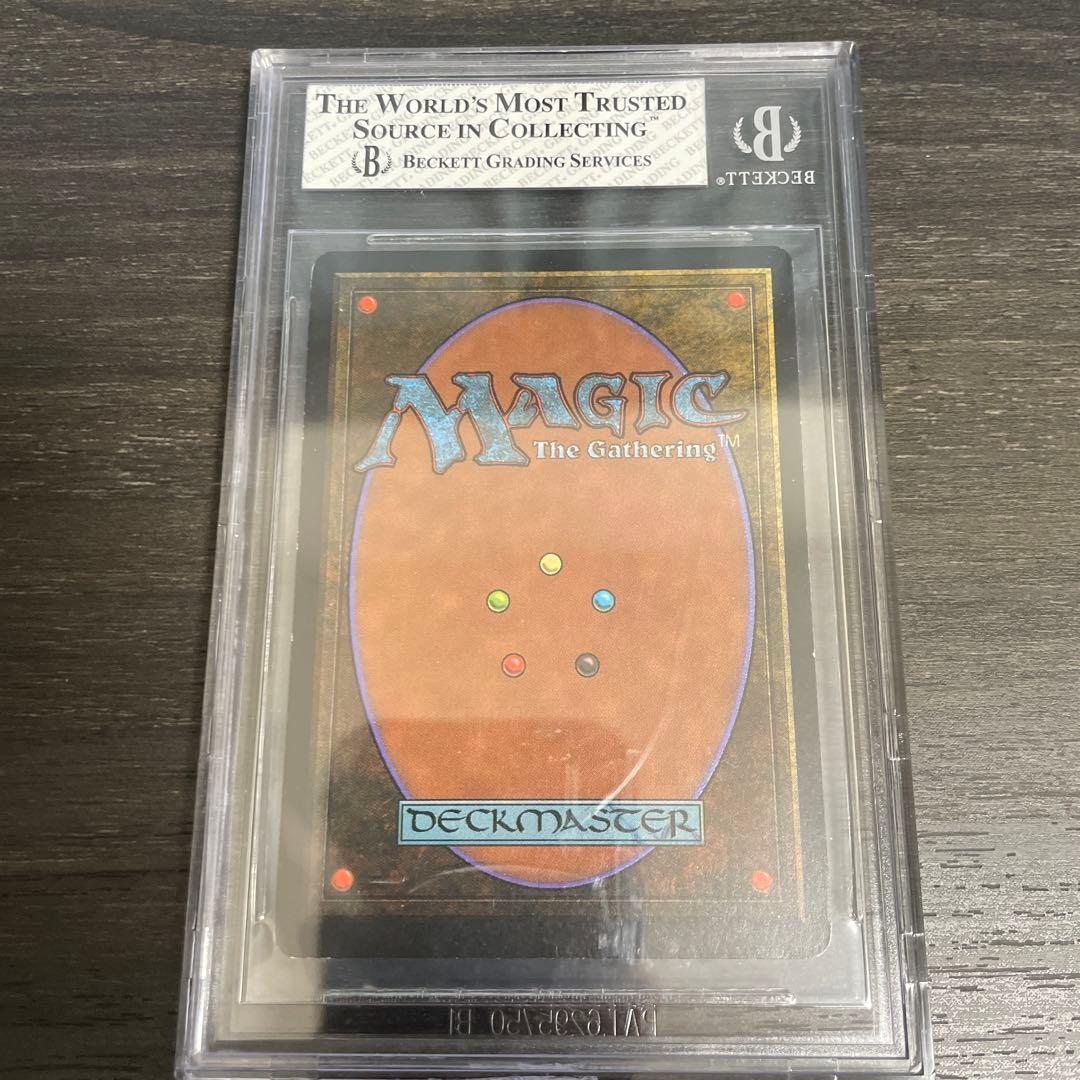 THE WORLD'S MOST TRUSTED
SOURCE IN COLLECTING™
B BECKETT GRADING SERVICES
B
BECKETT®
MAGIC
The Gathering™
DECKMASTER